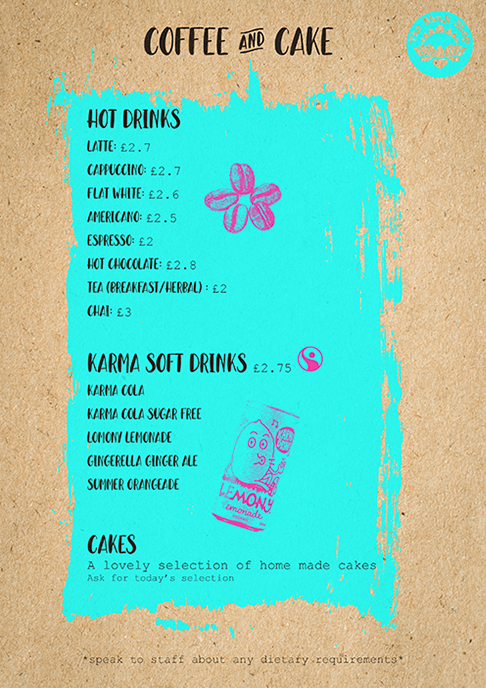 COFFEE AND CAKE
HOT DRINKS
LATTE: £2.7
CAPPUCCINO: £2.7
FLAT WHITE: £2.6
AMERICANO: £2.5
ESPRESSO: £2
HOT CHOCOLATE: £2.8
TEA (BREAKFAST/HERBAL) : £2
CHAI: £3
KARMA SOFT DRINKS £2.75
KARMA COLA
KARMA COLA SUGAR FREE
LOMONY LEMONADE
GINGERELLA GINGER ALE
SUMMER ORANGEADE
LEMONY
lemonade
CAKES
A lovely selection of home made cakes
Ask for today's selection
*speak to staff about any dietary requirements*